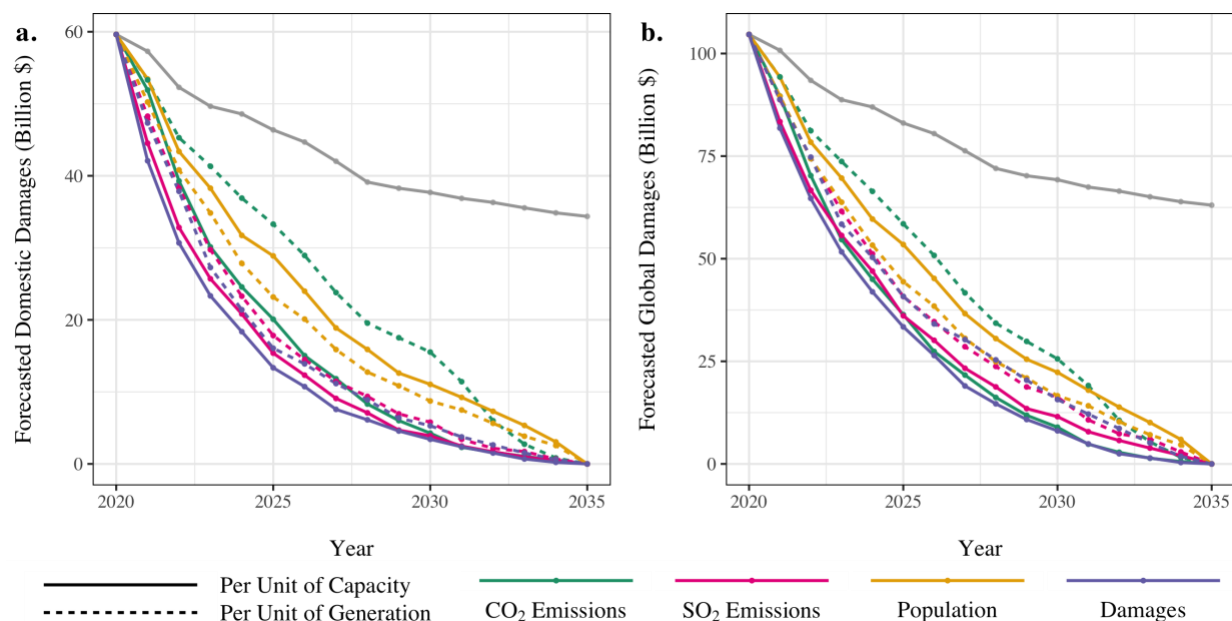 a.
Forecasted Domestic Damages (Billion $)
60
40
20
0
2020
2025
2030
2035
Year
b.
Forecasted Global Damages (Billion $)
100
75
50
25
0
2020
2025
2030
2035
Year
Per Unit of Capacity
Per Unit of Generation
CO₂ Emissions
SO₂ Emissions
Population
Damages